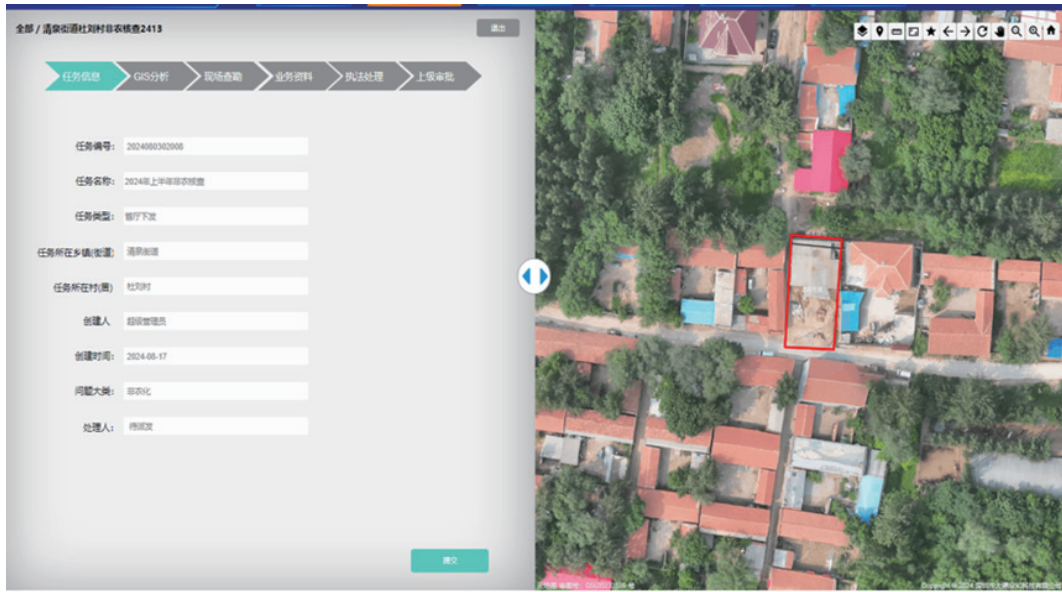 全部 / 清泉街道杜刘村非农核查2413
退出
任务信息
GIS分析
现场查勘
业务资料
执法处理
上级审批
任务编号: 2024080302008
任务名称: 2024年上半年非农核查
任务类型: 省厅下发
任务所在乡镇(街道) 清泉街道
任务所在村(居) 杜刘村
创建人 超级管理员
创建时间: 2024-08-17
问题大类: 非农化
处理人: 待派发
提交